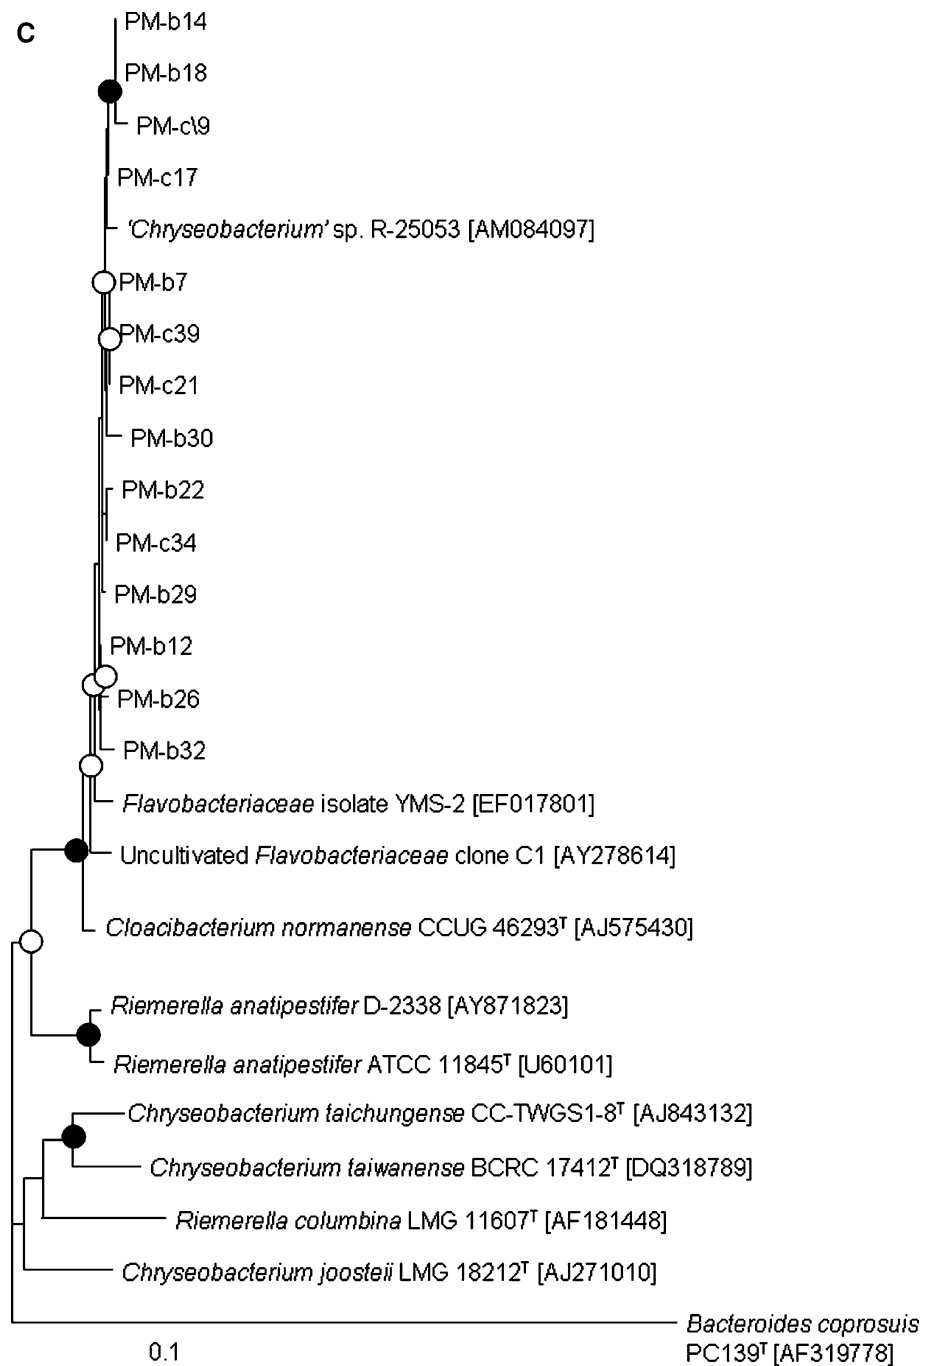 C
PM-b14
PM-b18
PM-c\9
PM-c17
'Chryseobacterium' sp. R-25053 [AM084097]
PM-b7
PM-c39
PM-c21
PM-b30
PM-b22
PM-c34
PM-b29
PM-b12
PM-b26
PM-b32
Flavobacteriaceae isolate YMS-2 [EF017801]
Uncultivated Flavobacteriaceae clone C1 [AY278614]
Cloacibacterium normanense CCUG 46293ᵀ [AJ575430]
Riemerella anatipestifer D-2338 [AY871823]
Riemerella anatipestifer ATCC 11845ᵀ [U60101]
Chryseobacterium taichungense CC-TWGS1-8ᵀ [AJ843132]
Chryseobacterium taiwanense BCRC 17412ᵀ [DQ318789]
Riemerella columbina LMG 11607ᵀ [AF181448]
Chryseobacterium joosteii LMG 18212ᵀ [AJ271010]
Bacteroides coprosuis
PC139ᵀ [AF319778]
0.1